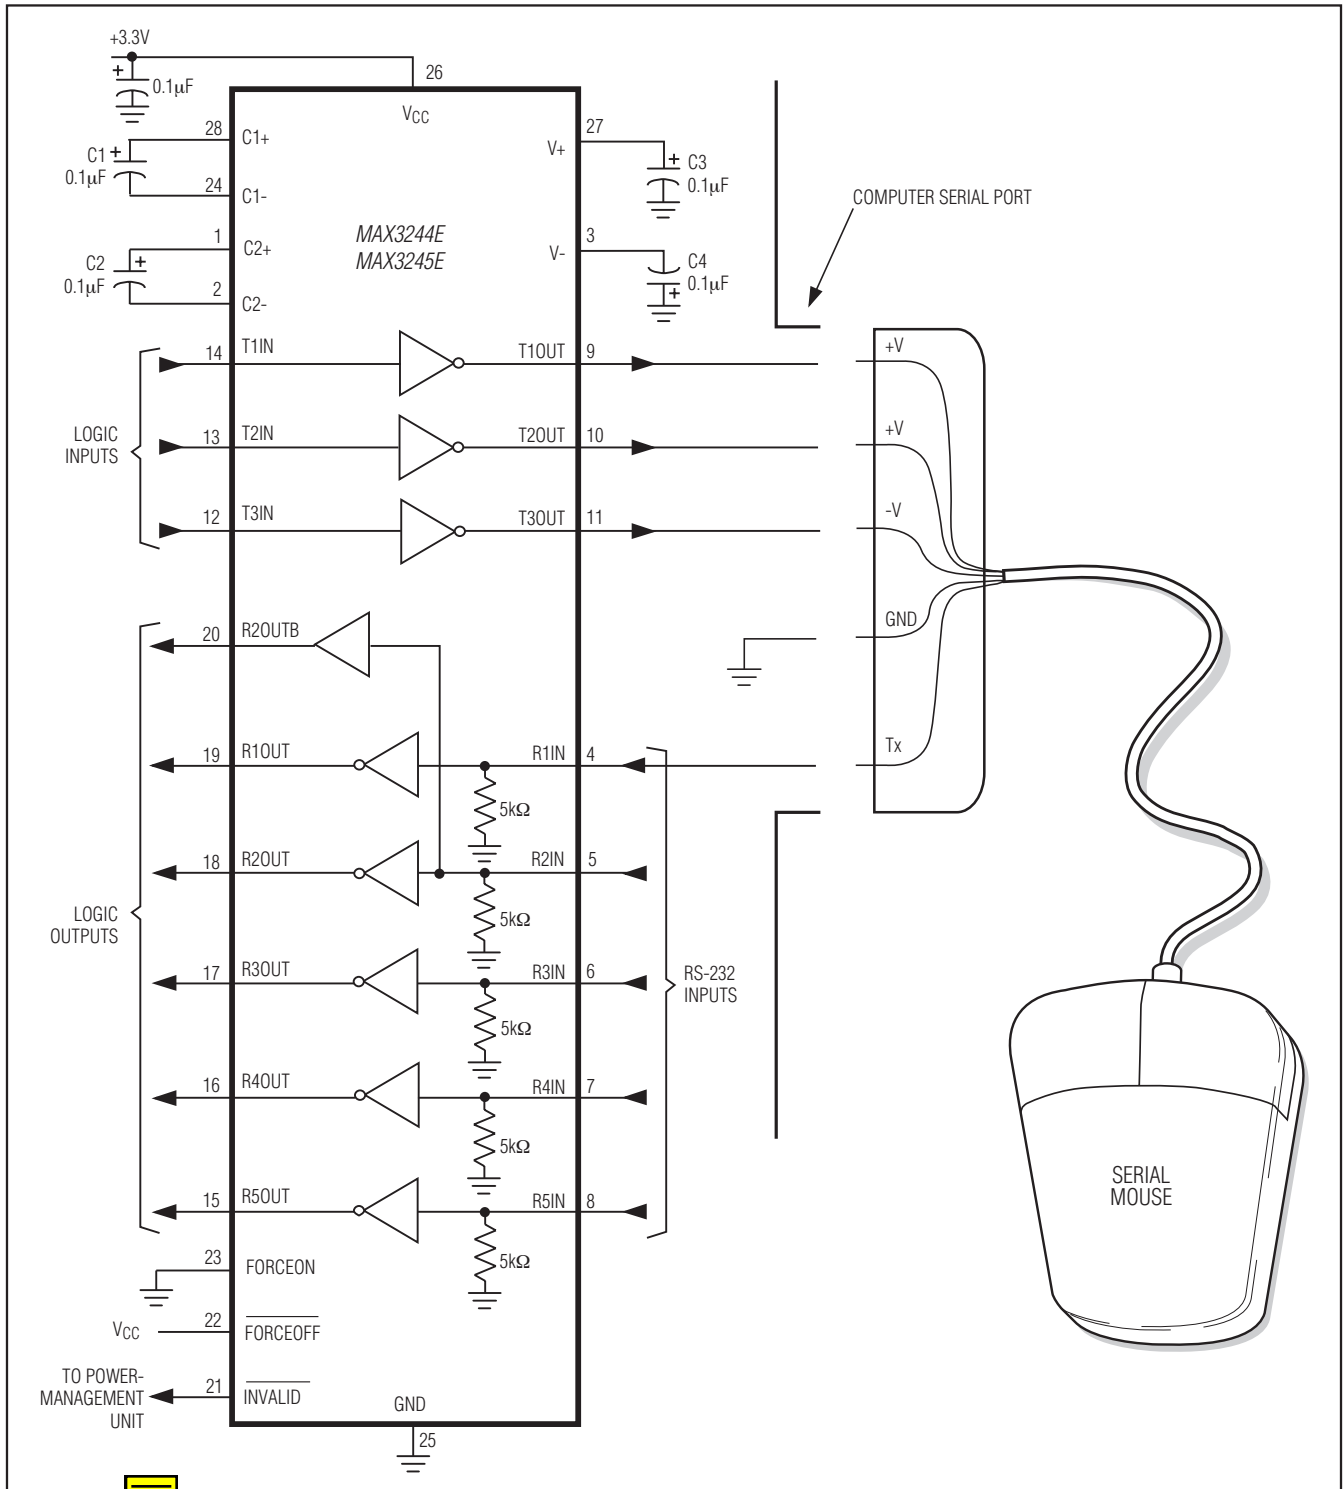 +3.3V
0.1µF
26
VCC
28
C1+
C1
0.1µF
24
C1-
27
V+
C3
0.1µF
COMPUTER SERIAL PORT
MAX3244E
MAX3245E
1
C2+
C2
0.1µF
2
C2-
3
V-
C4
0.1µF
14
T1IN
T1OUT
9
+V
LOGIC
INPUTS
13
T2IN
T2OUT
10
+V
12
T3IN
T3OUT
11
-V
20
R2OUTB
GND
19
R1OUT
R1IN
4
Tx
5kΩ
18
R2OUT
R2IN
5
5kΩ
LOGIC
OUTPUTS
17
R3OUT
R3IN
6
RS-232
INPUTS
5kΩ
16
R4OUT
R4IN
7
5kΩ
15
R5OUT
R5IN
8
5kΩ
SERIAL
MOUSE
23
FORCEON
VCC
22
FORCEOFF
TO POWER-
MANAGEMENT
UNIT
21
INVALID
GND
25